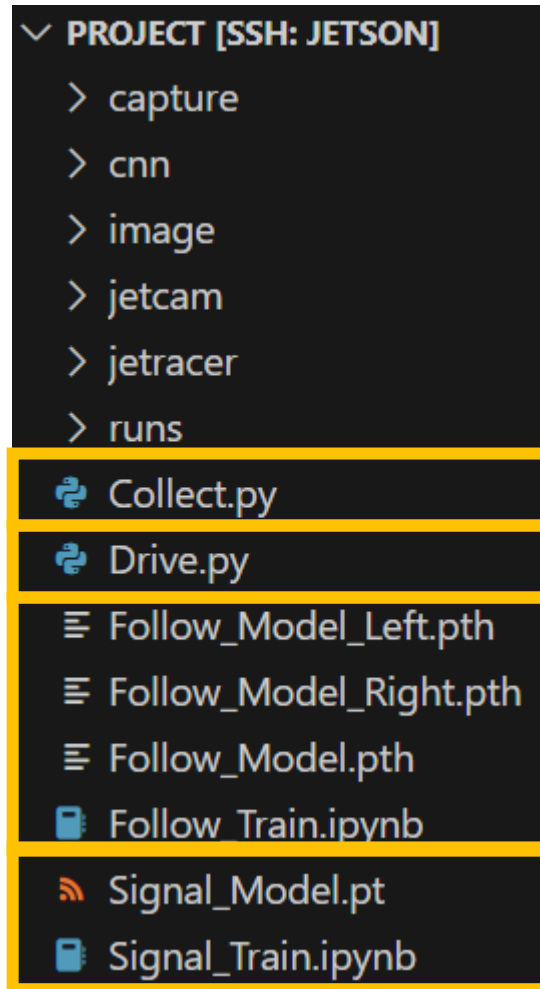 PROJECT [SSH: JETSON]
capture
cnn
image
jetcam
jetracer
runs
Collect.py
Drive.py
Follow_Model_Left.pth
Follow_Model_Right.pth
Follow_Model.pth
Follow_Train.ipynb
Signal_Model.pt
Signal_Train.ipynb